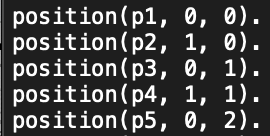 position(p1, 0, 0).
position(p2, 1, 0).
position(p3, 0, 1).
position(p4, 1, 1).
position(p5, 0, 2).